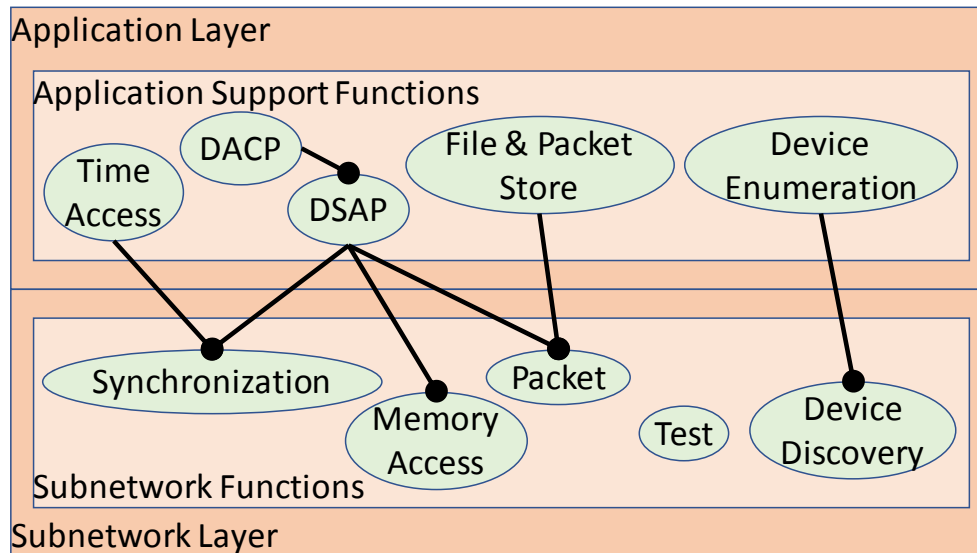 Application Layer
Application Support Functions
Time
Access
DACP
DSAP
File & Packet
Store
Device
Enumeration
Synchronization
Memory
Access
Packet
Test
Device
Discovery
Subnetwork Functions
Subnetwork Layer